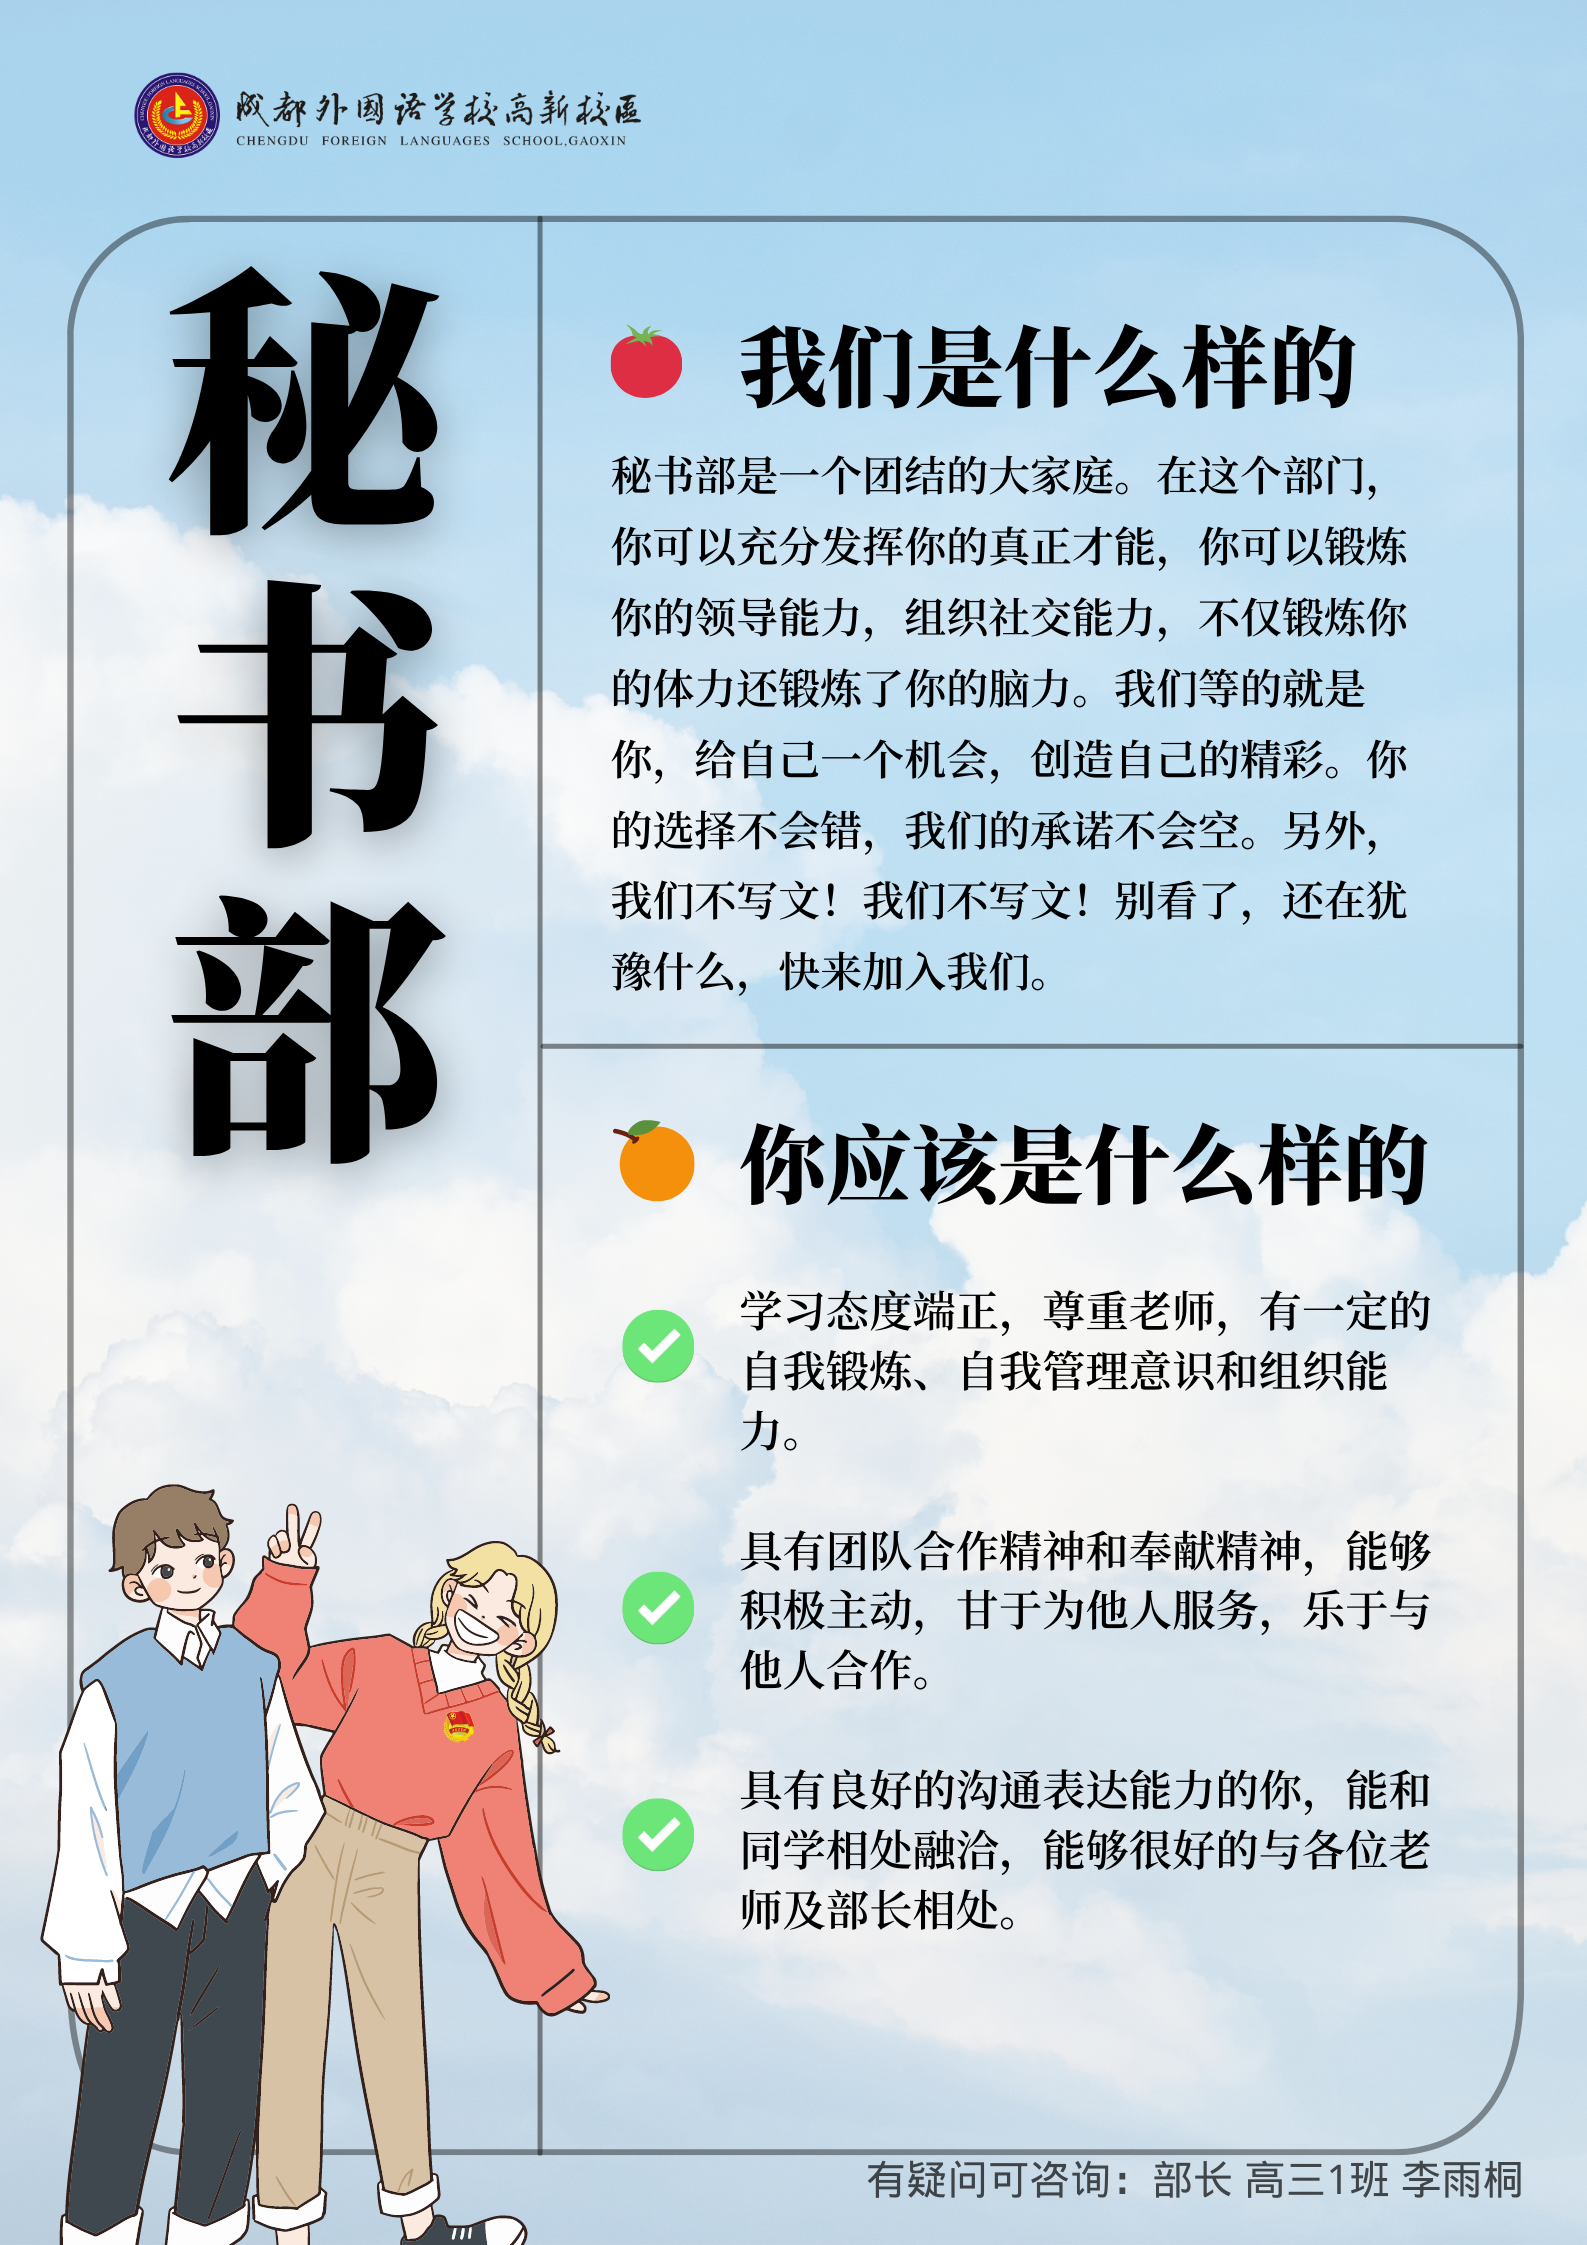 成都外国语学校高新校區
CHENGDU FOREIGN LANGUAGES SCHOOL,GAOXIN
秘书部
我们是什么样的
秘书部是一个团结的大家庭。在这个部门，
你可以充分发挥你的真正才能，你可以锻炼
你的领导能力，组织社交能力，不仅锻炼你
的体力还锻炼了你的脑力。我们等的就是
你，给自己一个机会，创造自己的精彩。你
的选择不会错，我们的承诺不会空。另外，
我们不写文！我们不写文！别看了，还在犹
豫什么，快来加入我们。
你应该是什么样的
学习态度端正，尊重老师，有一定的
自我锻炼、自我管理意识和组织能
力。
具有团队合作精神和奉献精神，能够
积极主动，甘于为他人服务，乐于与
他人合作。
具有良好的沟通表达能力的你，能和
同学相处融洽，能够很好的与各位老
师及部长相处。
有疑问可咨询：部长 高三1班 李雨桐